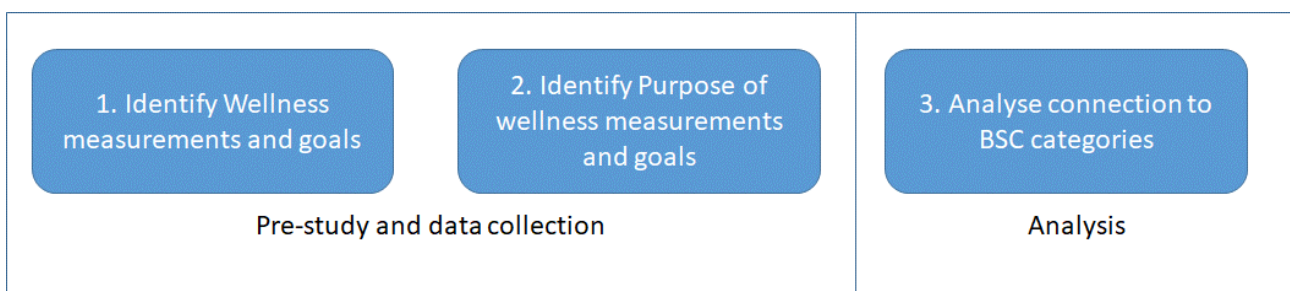 1. Identify Wellness
measurements and goals
2. Identify Purpose of
wellness measurements
and goals
Pre-study and data collection
3. Analyse connection to
BSC categories
Analysis